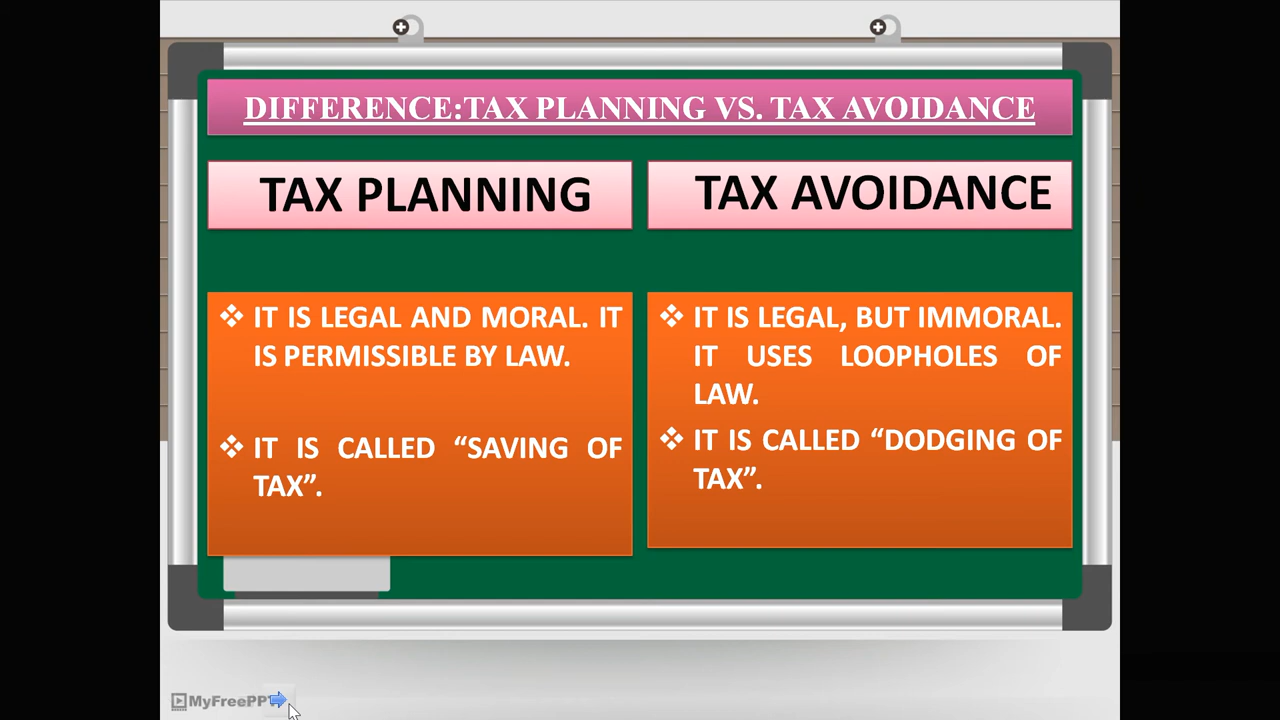 DIFFERENCE:TAX PLANNING VS. TAX AVOIDANCE
TAX PLANNING
IT IS LEGAL AND MORAL. IT
IS PERMISSIBLE BY LAW.
IT IS CALLED “SAVING OF
TAX”.
TAX AVOIDANCE
IT IS LEGAL, BUT IMMORAL.
IT USES LOOPHOLES OF
LAW.
IT IS CALLED “DODGING OF
TAX”.
MyFreePP